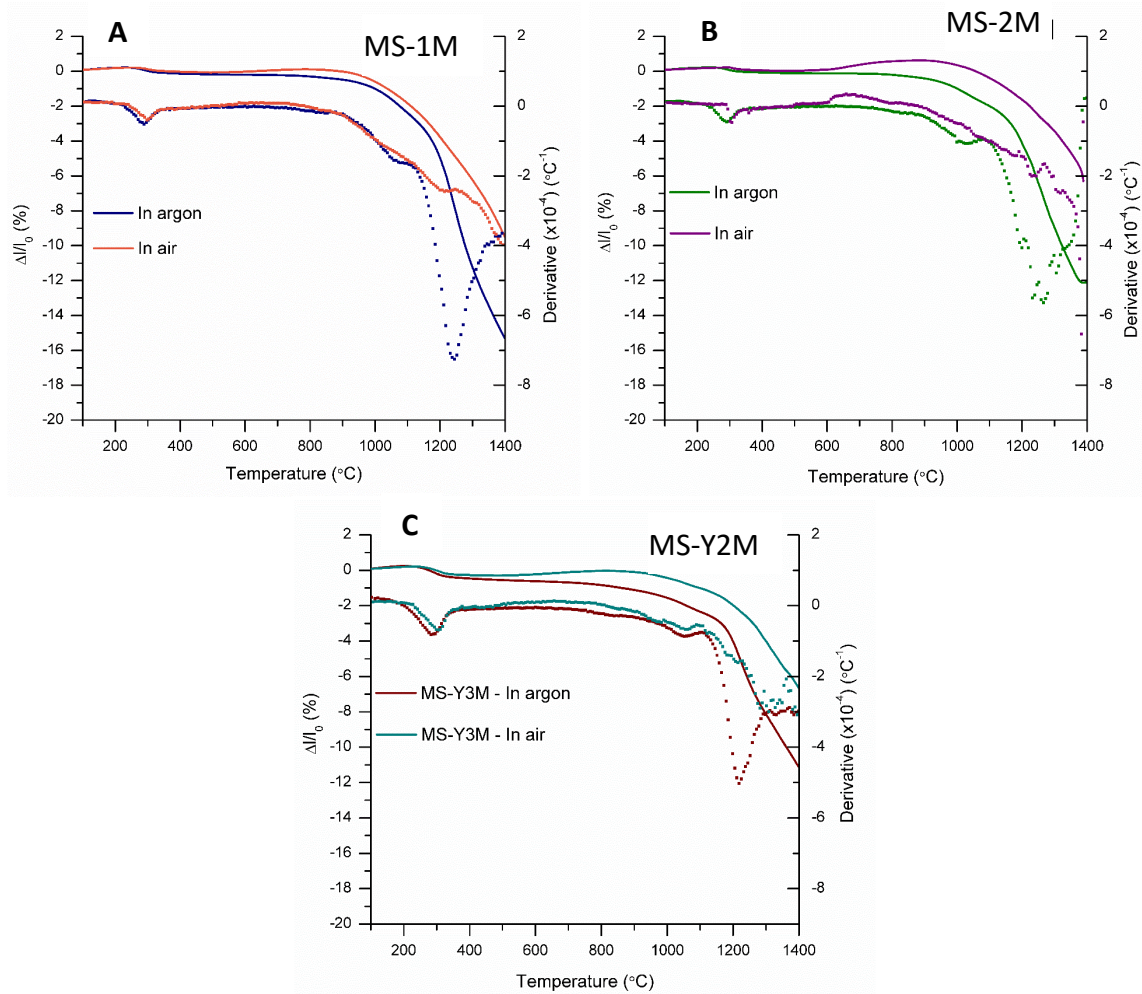 A
MS-1M
2
0
-2
-4
-6
-8
-10
-12
-14
-16
-18
-20
Δl/l0 (%)
In argon
In air
2
0
-2
-4
-6
-8
Derivative (x10-4) (°C-1)
200 400 600 800 1000 1200 1400
Temperature (°C)
B
MS-2M
2
0
-2
-4
-6
-8
-10
-12
-14
-16
-18
-20
Δl/l0 (%)
In argon
In air
2
0
-2
-4
-6
-8
Derivative (x10-4) (°C-1)
200 400 600 800 1000 1200 1400
Temperature (°C)
C
MS-Y2M
2
0
-2
-4
-6
-8
-10
-12
-14
-16
-18
-20
Δl/l0 (%)
MS-Y3M - In argon
MS-Y3M - In air
2
0
-2
-4
-6
-8
Derivative (x10-4) (°C-1)
200 400 600 800 1000 1200 1400
Temperature (°C)